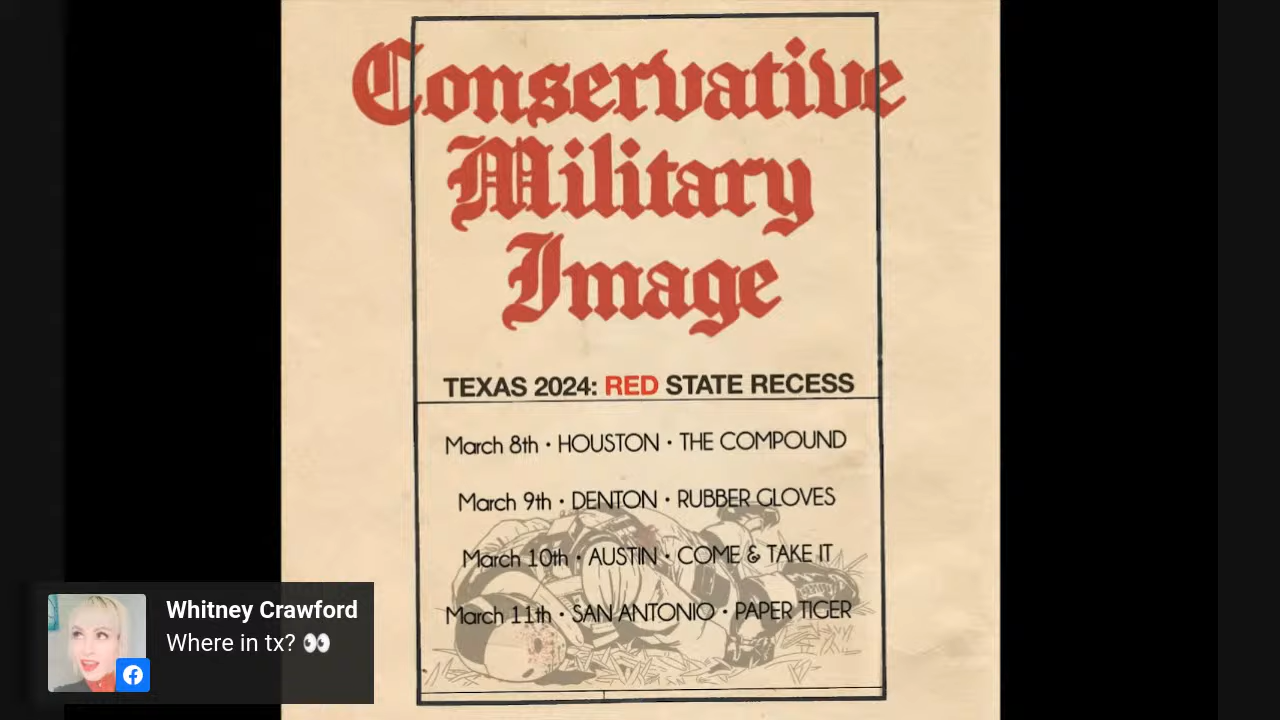 Conservative
Military
Image
TEXAS 2024: RED STATE RECESS
March 8th • HOUSTON • THE COMPOUND
March 9th • DENTON • RUBBER GLOVES
March 10th • AUSTIN • COME & TAKE IT
March 11th • SAN ANTONIO • PAPER TIGER
Whitney Crawford
Where in tx? 👀